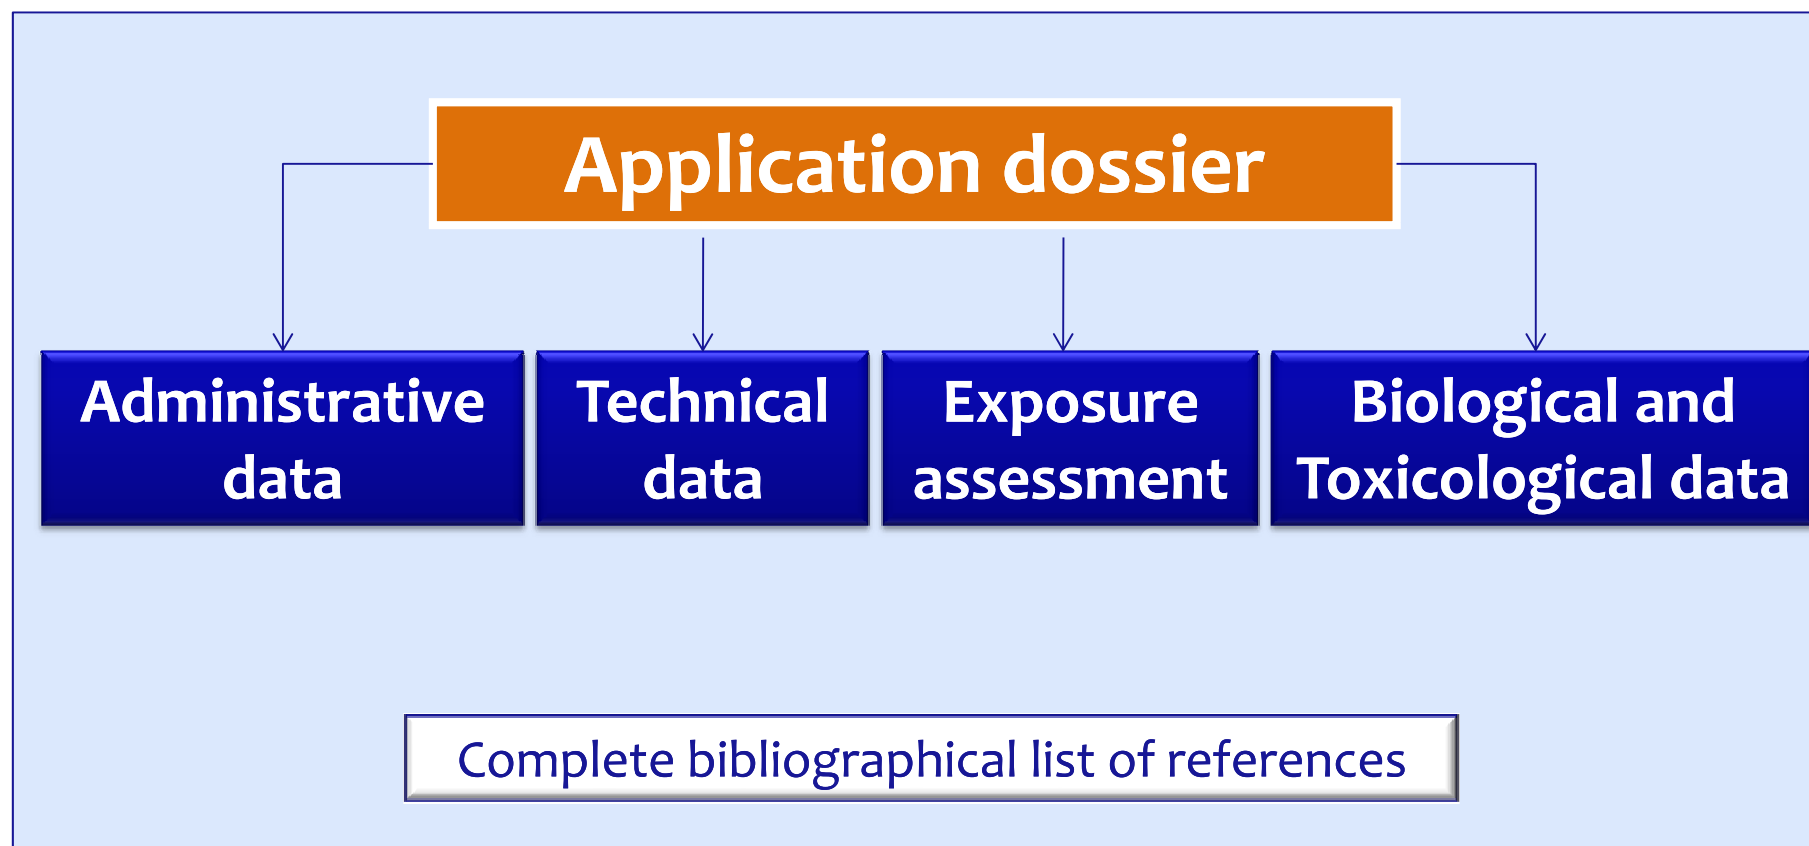 Application dossier
Administrative
data
Technical
data
Exposure
assessment
Biological and
Toxicological data
Complete bibliographical list of references